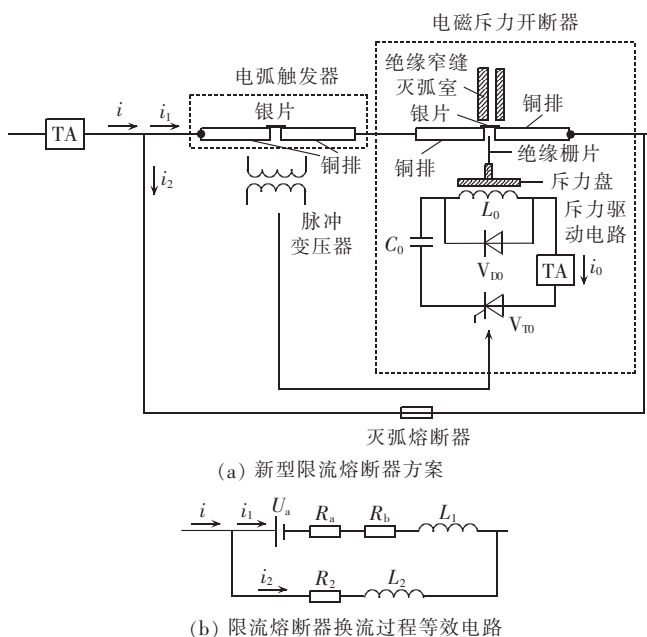 电磁斥力开断器
绝缘窄缝
灭弧室
电弧触发器
银片
铜排
i
i₁
银片
TA
铜排
铜排
绝缘栅片
i₂
斥力盘
脉冲
变压器
L₀
斥力驱
动电路
C₀
V_D0
TA
i₀
V_T0
灭弧熔断器
(a) 新型限流熔断器方案
i
i₁
Uₐ
Rₐ
R_b
L₁
i₂
R₂
L₂
(b) 限流熔断器换流过程等效电路